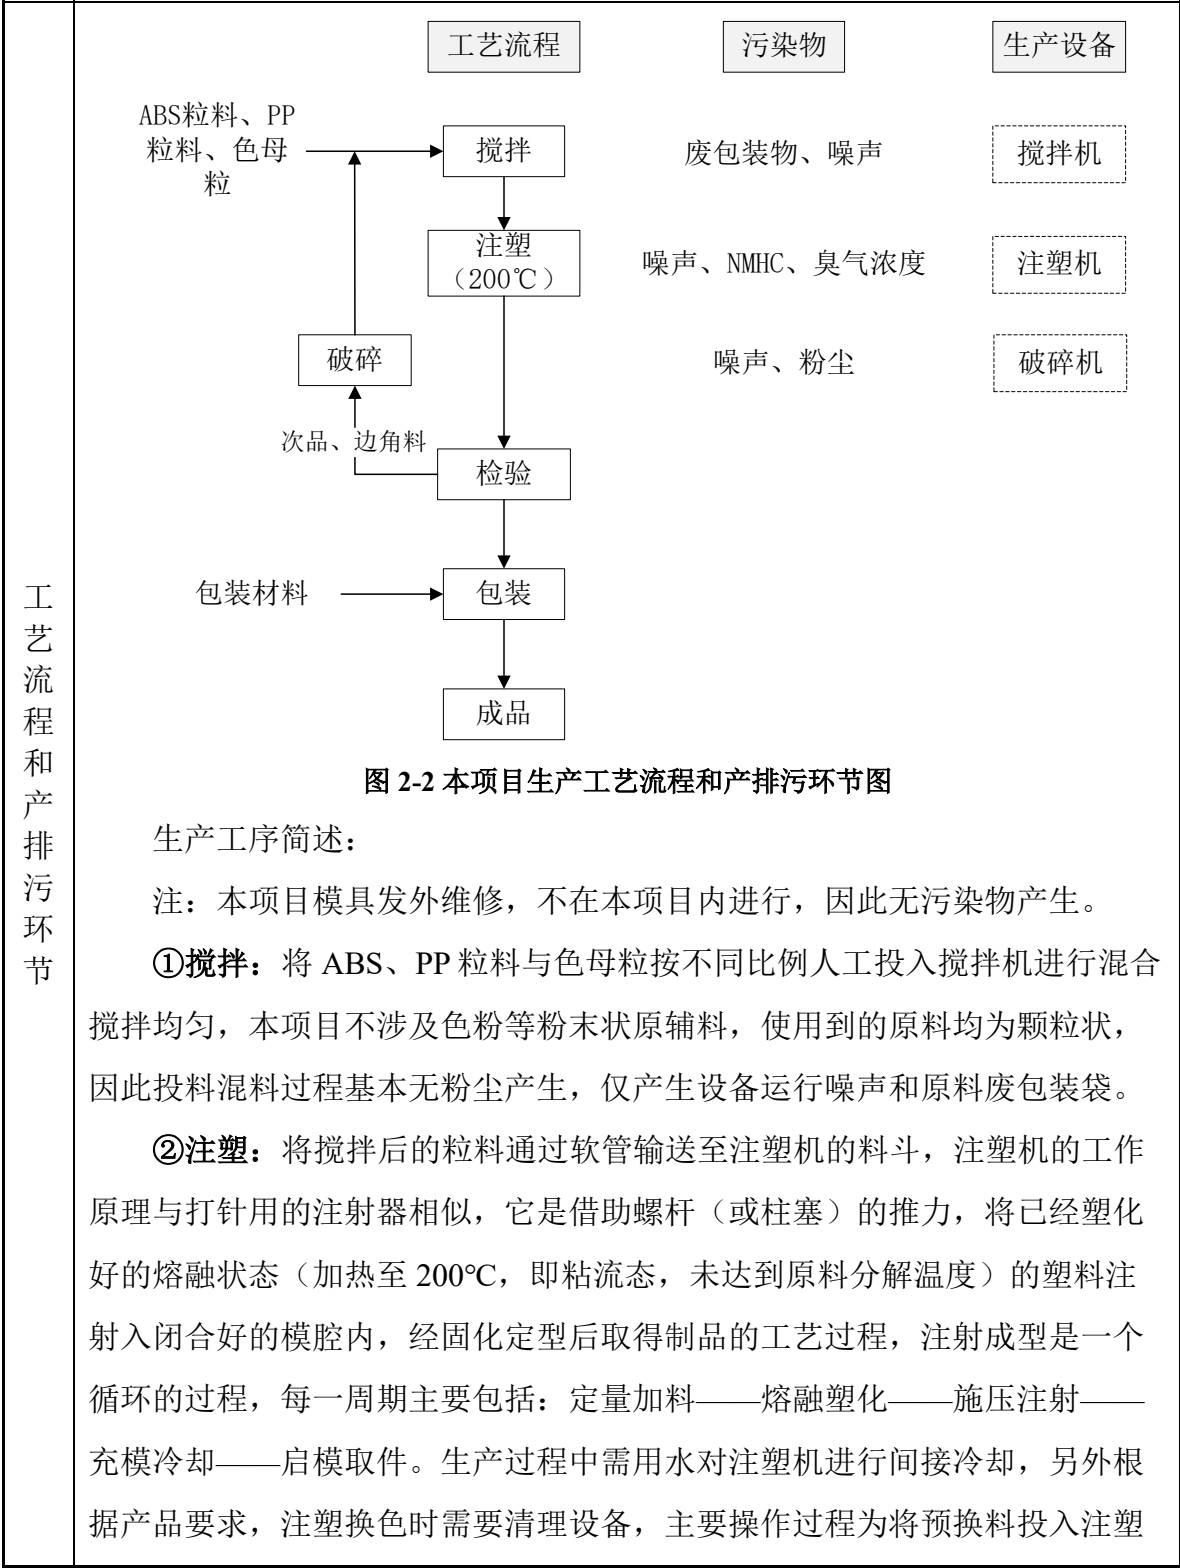 工艺流程 污染物 生产设备
ABS粒料、PP
粒料、色母
粒
搅拌 废包装物、噪声 搅拌机
注塑
（200℃） 噪声、NMHC、臭气浓度 注塑机
破碎 噪声、粉尘 破碎机
次品、边角料
检验
包装材料 包装
成品
图 2-2 本项目生产工艺流程和产排污环节图
工
艺
流
程
和
产
排
污
环
节
生产工序简述：
注：本项目模具发外维修，不在本项目内进行，因此无污染物产生。
①搅拌：将 ABS、PP 粒料与色母粒按不同比例人工投入搅拌机进行混合
搅拌均匀，本项目不涉及色粉等粉末状原辅料，使用到的原料均为颗粒状，
因此投料混料过程基本无粉尘产生，仅产生设备运行噪声和原料废包装袋。
②注塑：将搅拌后的粒料通过软管输送至注塑机的料斗，注塑机的工作
原理与打针用的注射器相似，它是借助螺杆（或柱塞）的推力，将已经塑化
好的熔融状态（加热至 200°C，即粘流态，未达到原料分解温度）的塑料注
射入闭合好的模腔内，经固化定型后取得制品的工艺过程，注射成型是一个
循环的过程，每一周期主要包括：定量加料——熔融塑化——施压注射——
充模冷却——启模取件。生产过程中需用水对注塑机进行间接冷却，另外根
据产品要求，注塑换色时需要清理设备，主要操作过程为将预换料投入注塑